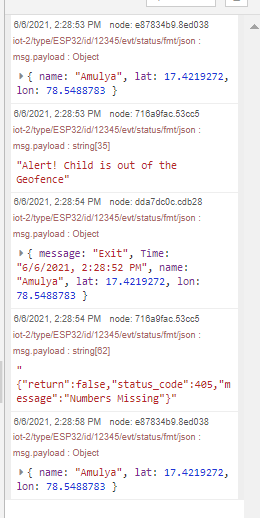 6/6/2021, 2:28:53 PM node: e87834b9.8ed038
iot-2/type/ESP32/id/12345/evt/status/fmt/json :
msg.payload : Object
{ name: "Amulya", lat: 17.4219272,
lon: 78.5488783 }
6/6/2021, 2:28:53 PM node: 716a9fac.53cc5
iot-2/type/ESP32/id/12345/evt/status/fmt/json :
msg.payload : string[35]
"Alert! Child is out of the
Geofence"
6/6/2021, 2:28:54 PM node: dda7dc0c.cdb28
iot-2/type/ESP32/id/12345/evt/status/fmt/json :
msg.payload : Object
{ message: "Exit", Time:
"6/6/2021, 2:28:52 PM", name:
"Amulya", lat: 17.4219272, lon:
78.5488783 }
6/6/2021, 2:28:54 PM node: 716a9fac.53cc5
iot-2/type/ESP32/id/12345/evt/status/fmt/json :
msg.payload : string[62]
"
{"return":false,"status_code":405,"m
essage":"Numbers Missing"}"
6/6/2021, 2:28:58 PM node: e87834b9.8ed038
iot-2/type/ESP32/id/12345/evt/status/fmt/json :
msg.payload : Object
{ name: "Amulya", lat: 17.4219272,
lon: 78.5488783 }